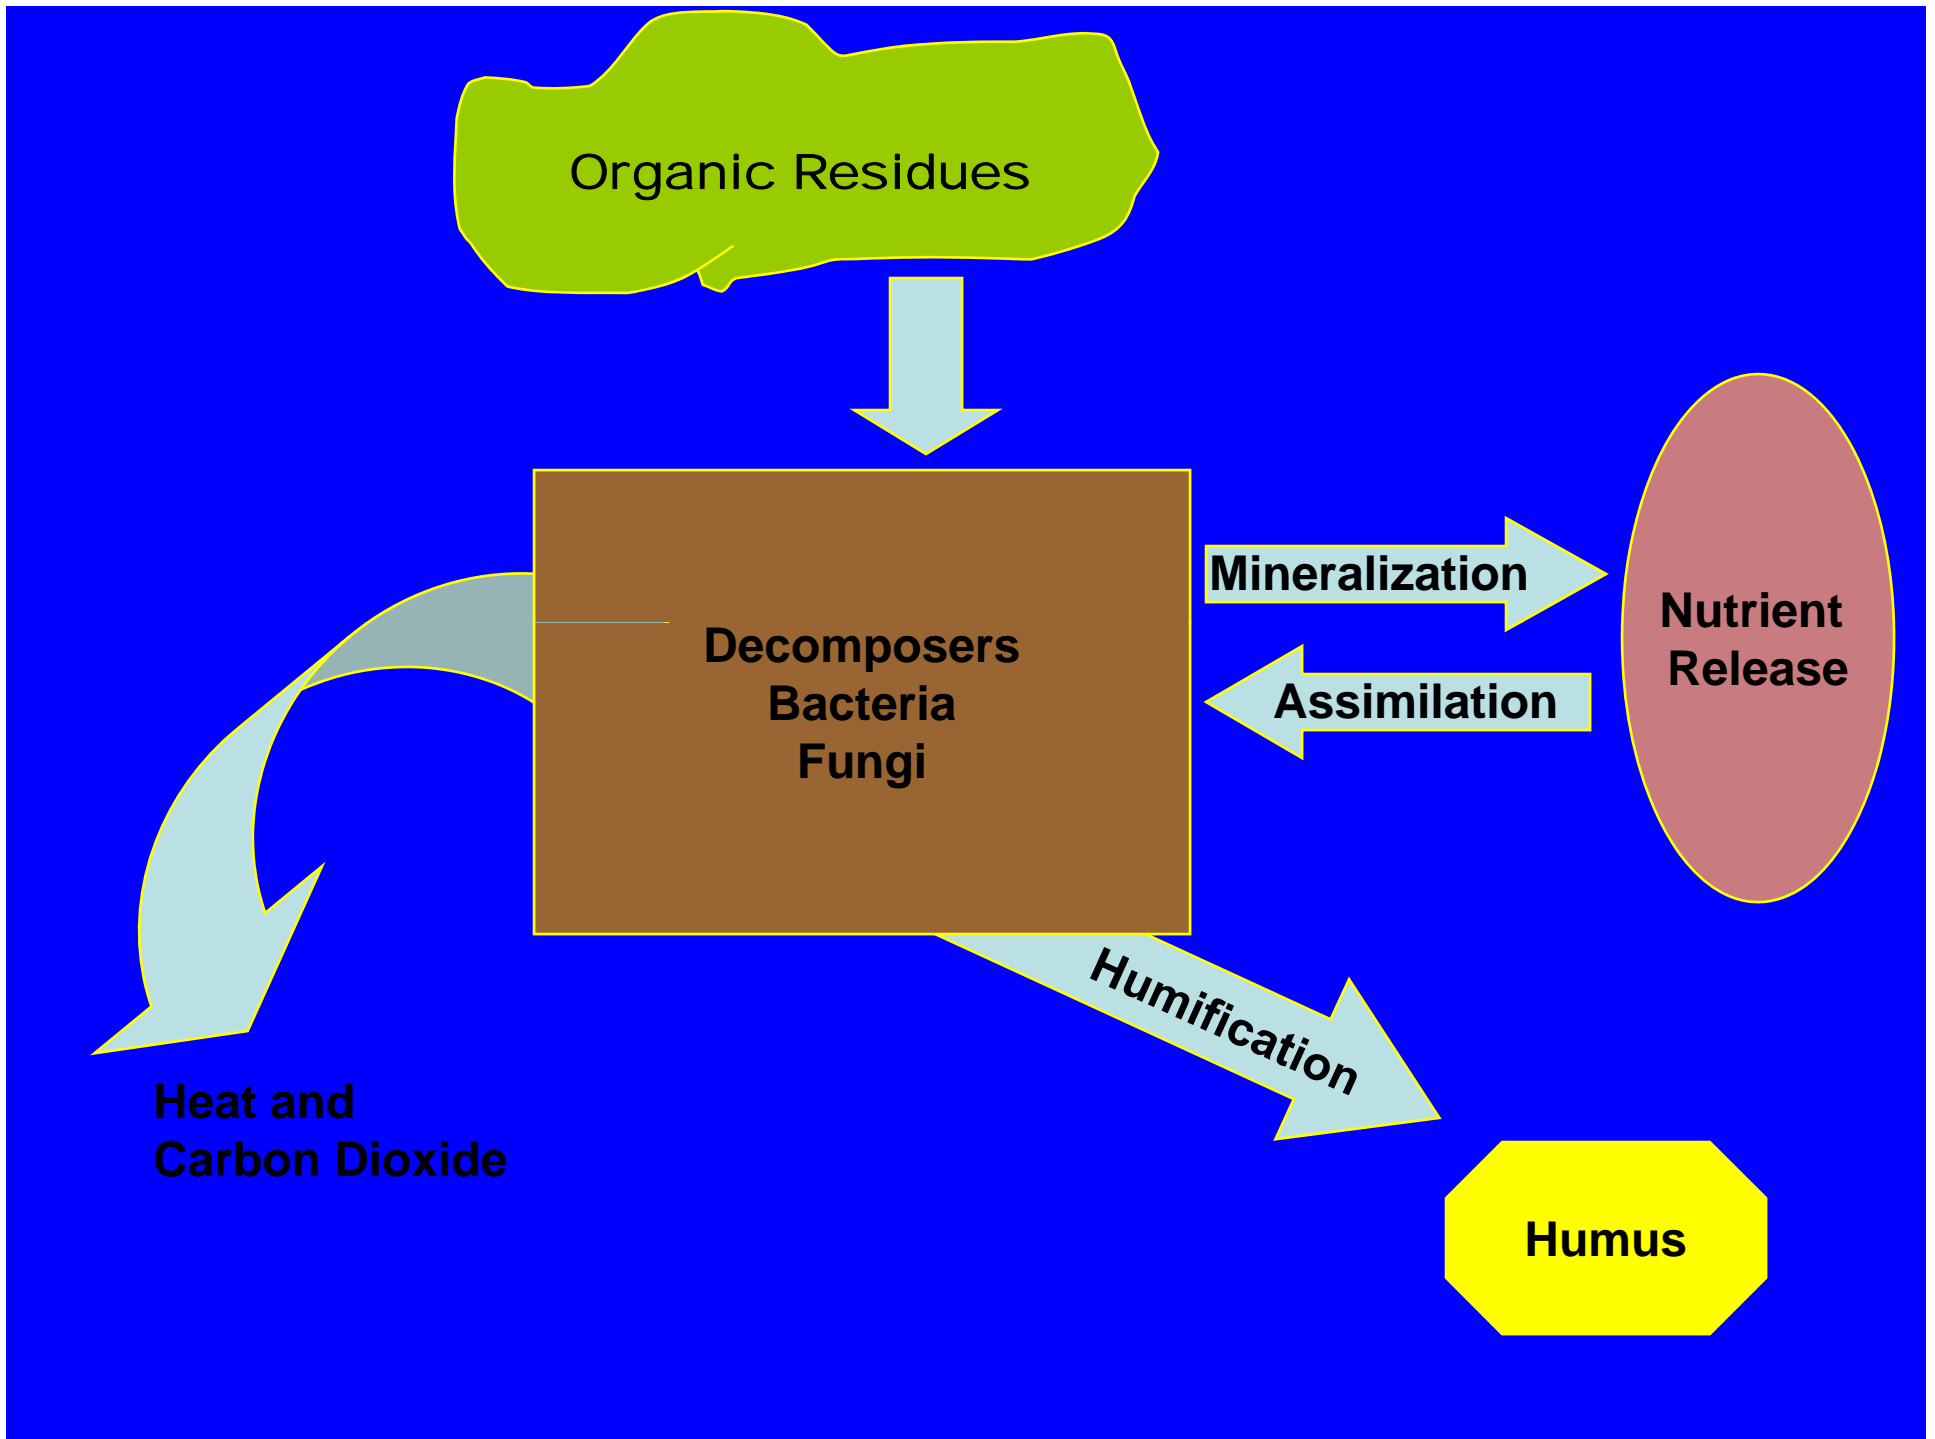 Organic Residues
Mineralization
Nutrient
Release
Decomposers
Bacteria
Fungi
Assimilation
Humification
Heat and
Carbon Dioxide
Humus